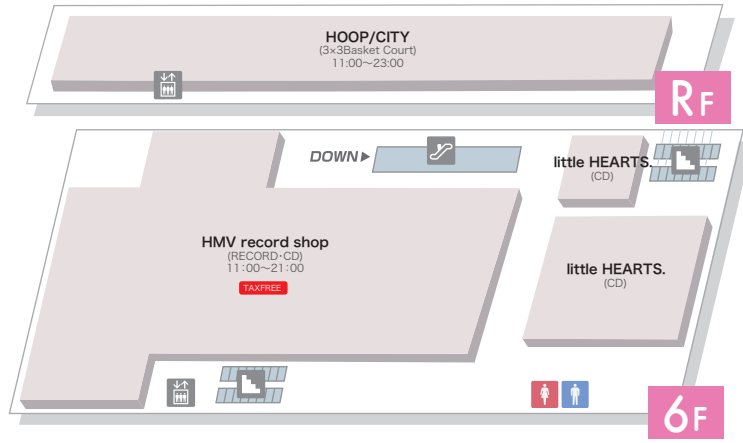 HOOP/CITY
(3×3Basket Court)
11:00〜23:00
RF
DOWN
little HEARTS.
(CD)
HMV record shop
(RECORD･CD)
11:00〜21:00
TAXFREE
little HEARTS.
(CD)
6F